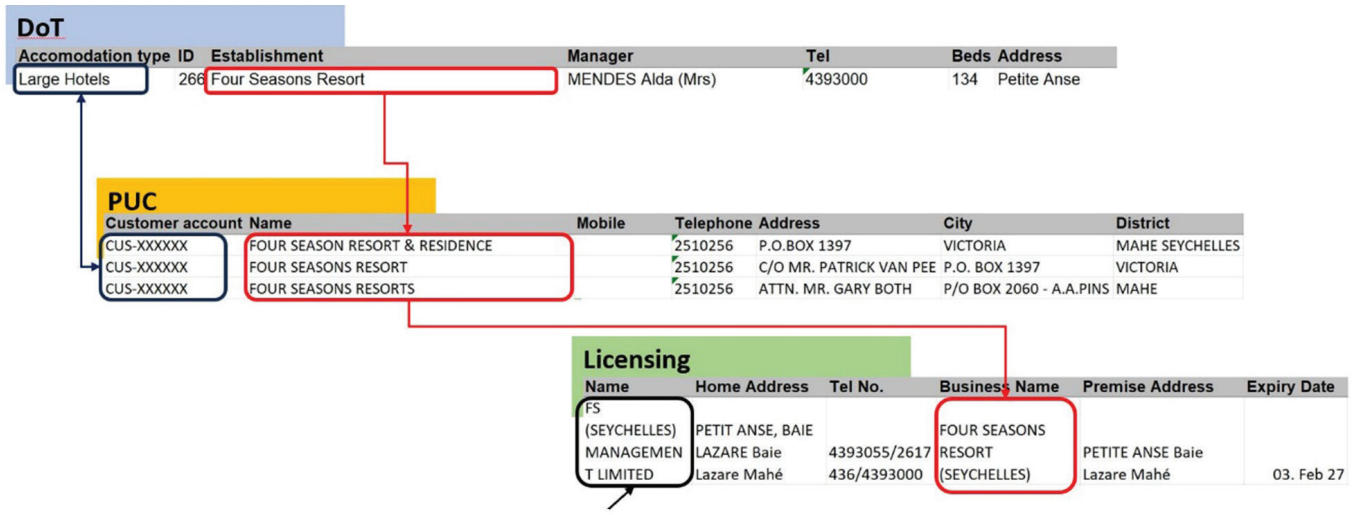 DoT
Accomodation type ID Establishment Manager Tel Beds Address
Large Hotels 266 Four Seasons Resort MENDES Alda (Mrs) 4393000 134 Petite Anse
PUC
Customer account Name Mobile Telephone Address City District
CUS-XXXXXX FOUR SEASON RESORT & RESIDENCE 2510256 P.O.BOX 1397 VICTORIA MAHE SEYCHELLES
CUS-XXXXXX FOUR SEASONS RESORT 2510256 C/O MR. PATRICK VAN PEE P.O. BOX 1397 VICTORIA
CUS-XXXXXX FOUR SEASONS RESORTS 2510256 ATTN. MR. GARY BOTH P/O BOX 2060 - A.A.PINS MAHE
Licensing
Name Home Address Tel No. Business Name Premise Address Expiry Date
FS
(SEYCHELLES) PETIT ANSE, BAIE FOUR SEASONS
MANAGEMEN LAZARE Baie 4393055/2617 RESORT PETITE ANSE Baie
T LIMITED Lazare Mahé 436/4393000 (SEYCHELLES) Lazare Mahé 03. Feb 27